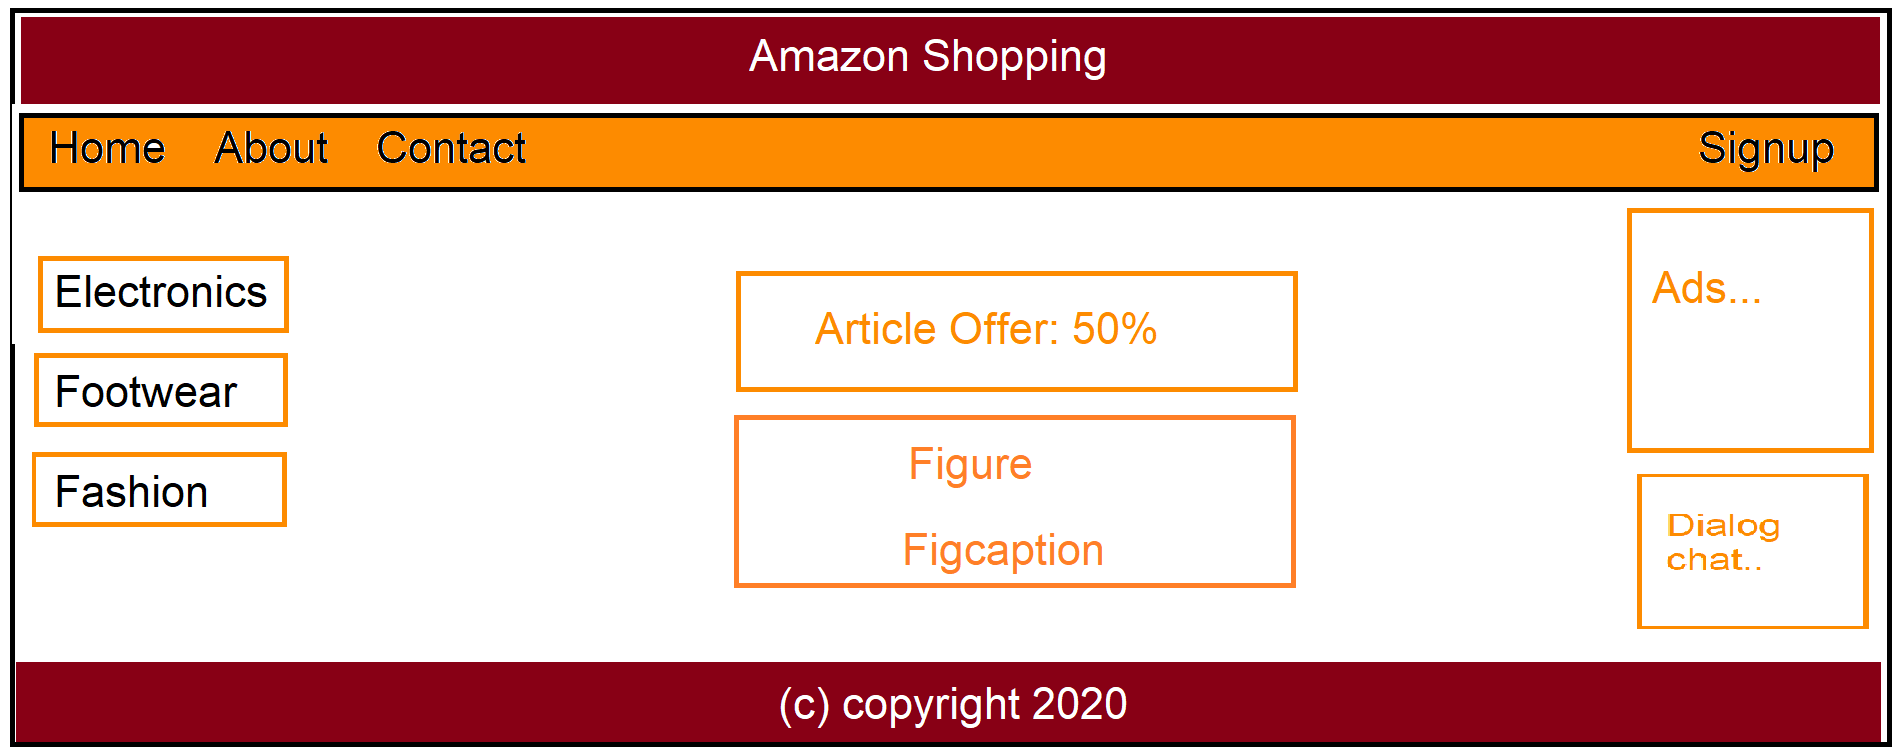 Amazon Shopping
Home About Contact Signup
Electronics
Footwear
Fashion
Article Offer: 50%
Figure
Figcaption
Ads...
Dialog
chat..
(c) copyright 2020